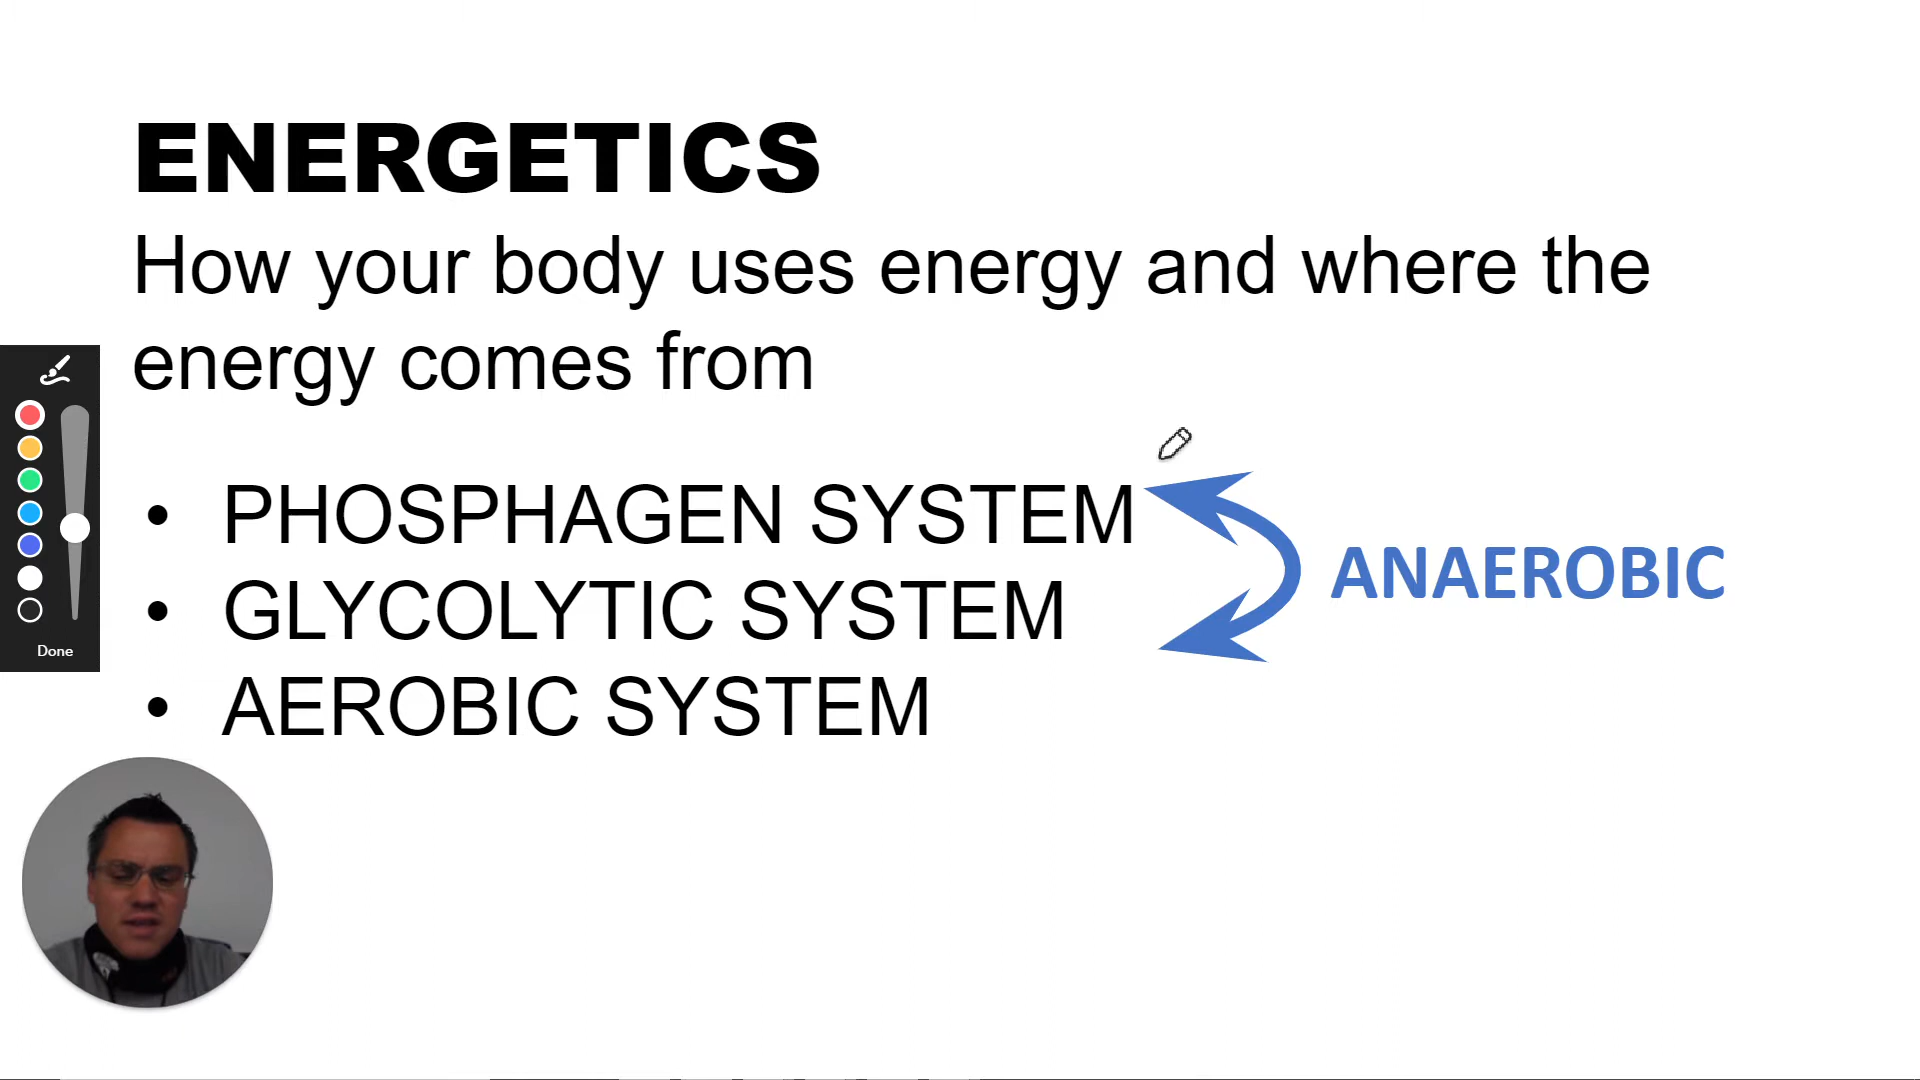 ENERGETICS
How your body uses energy and where the
energy comes from
• PHOSPHAGEN SYSTEM
• GLYCOLYTIC SYSTEM
• AEROBIC SYSTEM
ANAEROBIC
Done